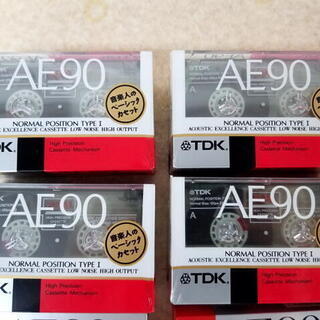 AE90
音楽人の
ベーシック
カセット
NORMAL POSITION TYPE I
EXCELLENCE CASSETTE LOW NOISE HIGH OUTPUT
TDK
High Precision
Cassette Mechanism
AE90
A
NORMAL POSITION TYPE I
ACOUSTIC EXCELLENCE CASSETTE LOW NOISE HIGH OUTPUT
TDK
High Precision
Cassette Mechanism
AE90
音楽人の
ベーシック
カセット
NORMAL POSITION TYPE I
EXCELLENCE CASSETTE LOW NOISE HIGH OUTPUT
TDK
High Precision
Cassette Mechanism
TDK
AE90
A
NORMAL POSITION TYPE I
ACOUSTIC EXCELLENCE CASSETTE LOW NOISE HIGH OUTPUT
TDK
High Precision
Cassette Mechanism